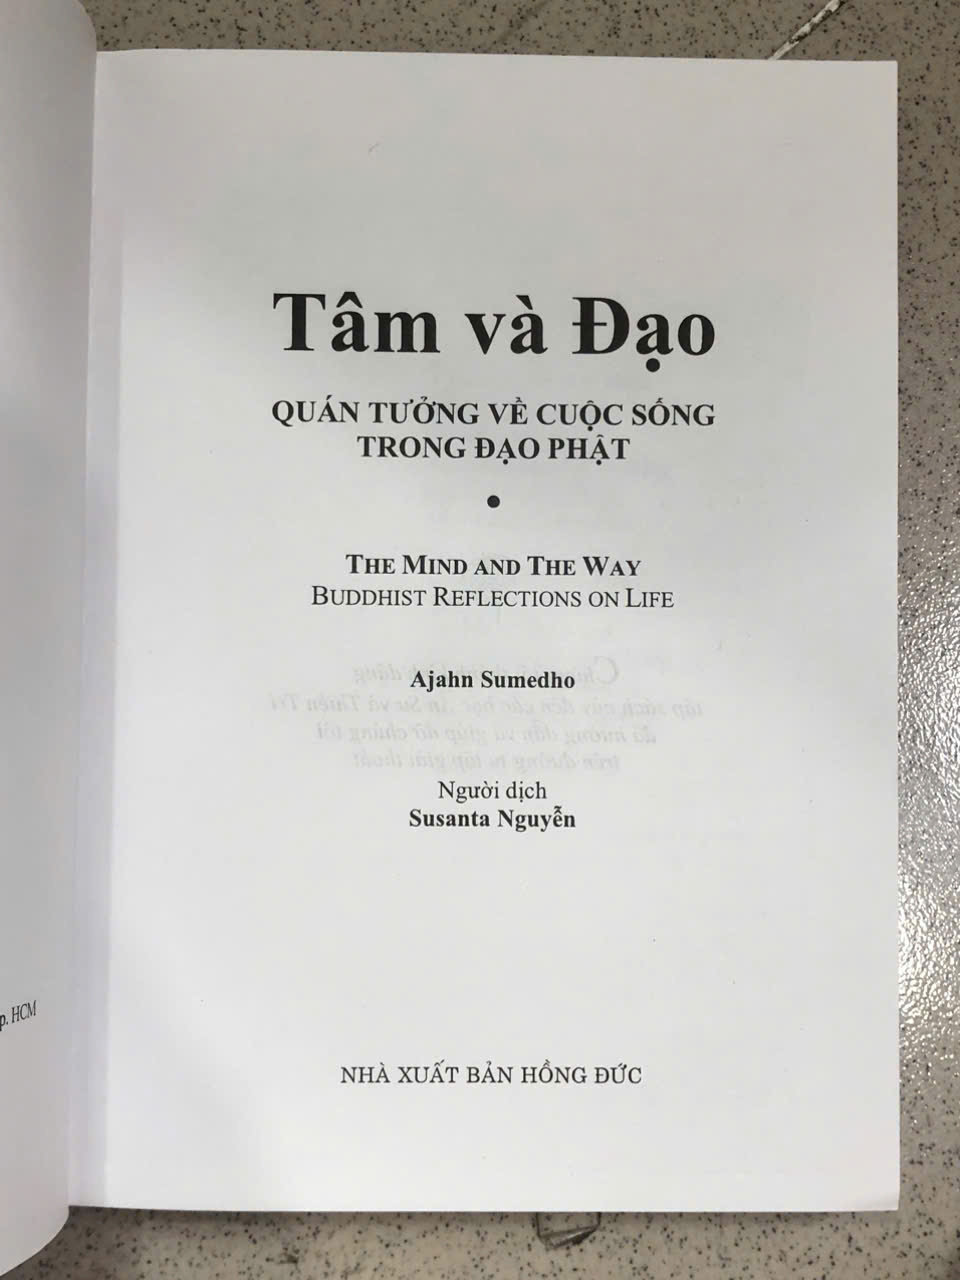 Tâm và Đạo
QUÁN TƯỞNG VỀ CUỘC SỐNG
TRONG ĐẠO PHẬT
•
THE MIND AND THE WAY
BUDDHIST REFLECTIONS ON LIFE
Ajahn Sumedho
Người dịch
Susanta Nguyễn
NHÀ XUẤT BẢN HỒNG ĐỨC
p. HCM